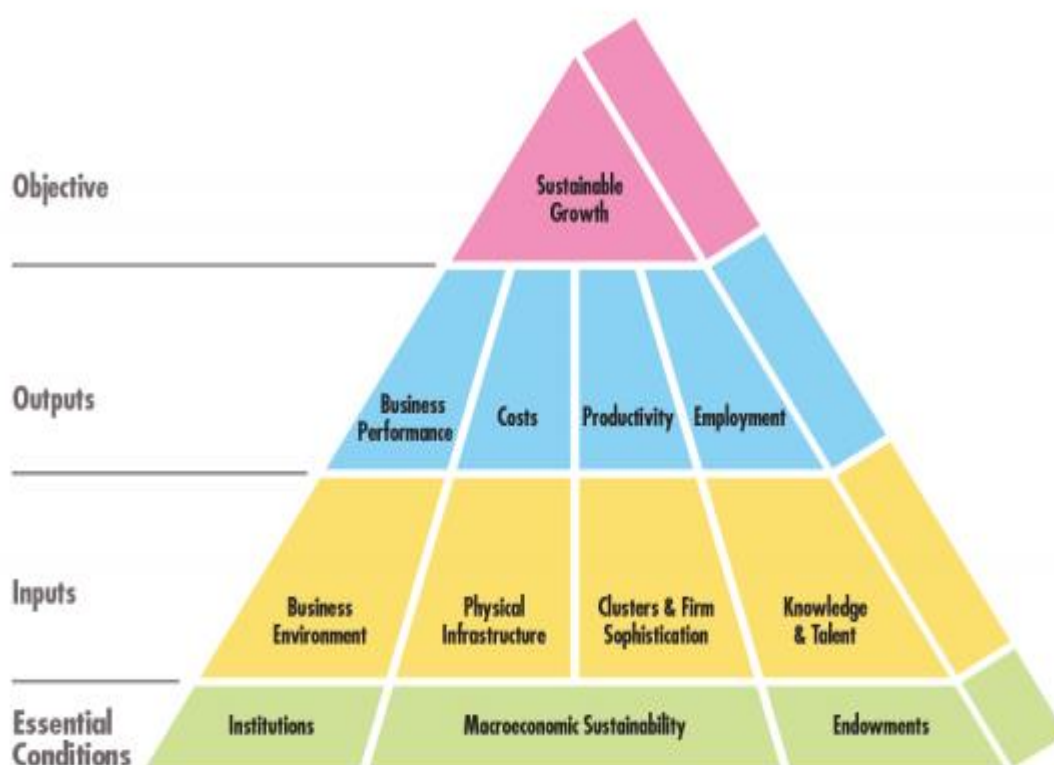 Objective
Sustainable
Growth
Outputs
Business
Performance
Costs
Productivity
Employment
Inputs
Business
Environment
Physical
Infrastructure
Clusters & Firm
Sophistication
Knowledge
& Talent
Essential
Conditions
Institutions
Macroeconomic Sustainability
Endowments